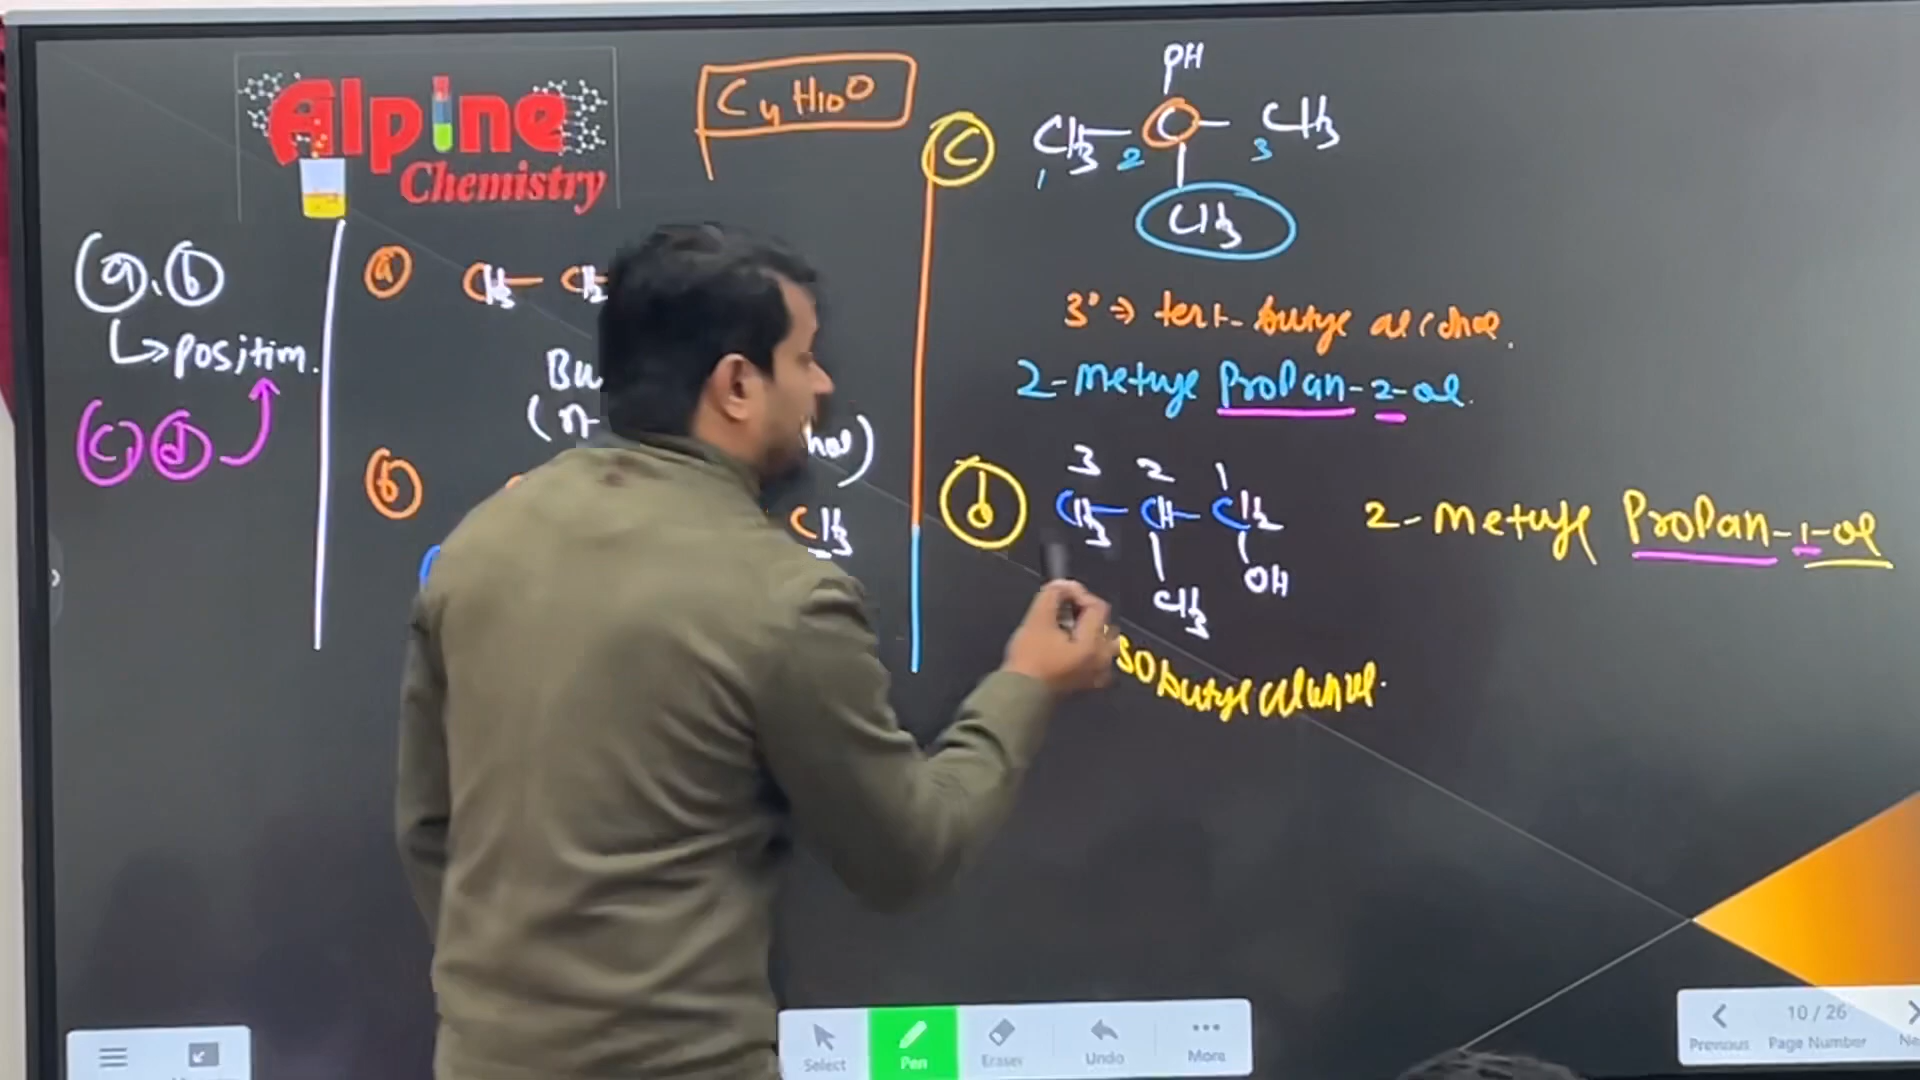 Alpine
Chemistry
C4H10O
(a), (b)
↳ position.
(c) (d)
(a) CH3 - CH2
Bu
(n-
hol)
(b)
CH3
(c)
OH
CH3 - C - CH3
1 2 3
CH3
3° ⇒ tert-butyl alcohol.
2-methyl Propan-2-ol.
(d)
3 2 1
CH3 - CH - CH2
CH3 OH
2-methyl Propan-1-ol
sobutyl alcohol.
Select
Pen
Eraser
Undo
More
10 / 26
Previous
Page Number
Ne